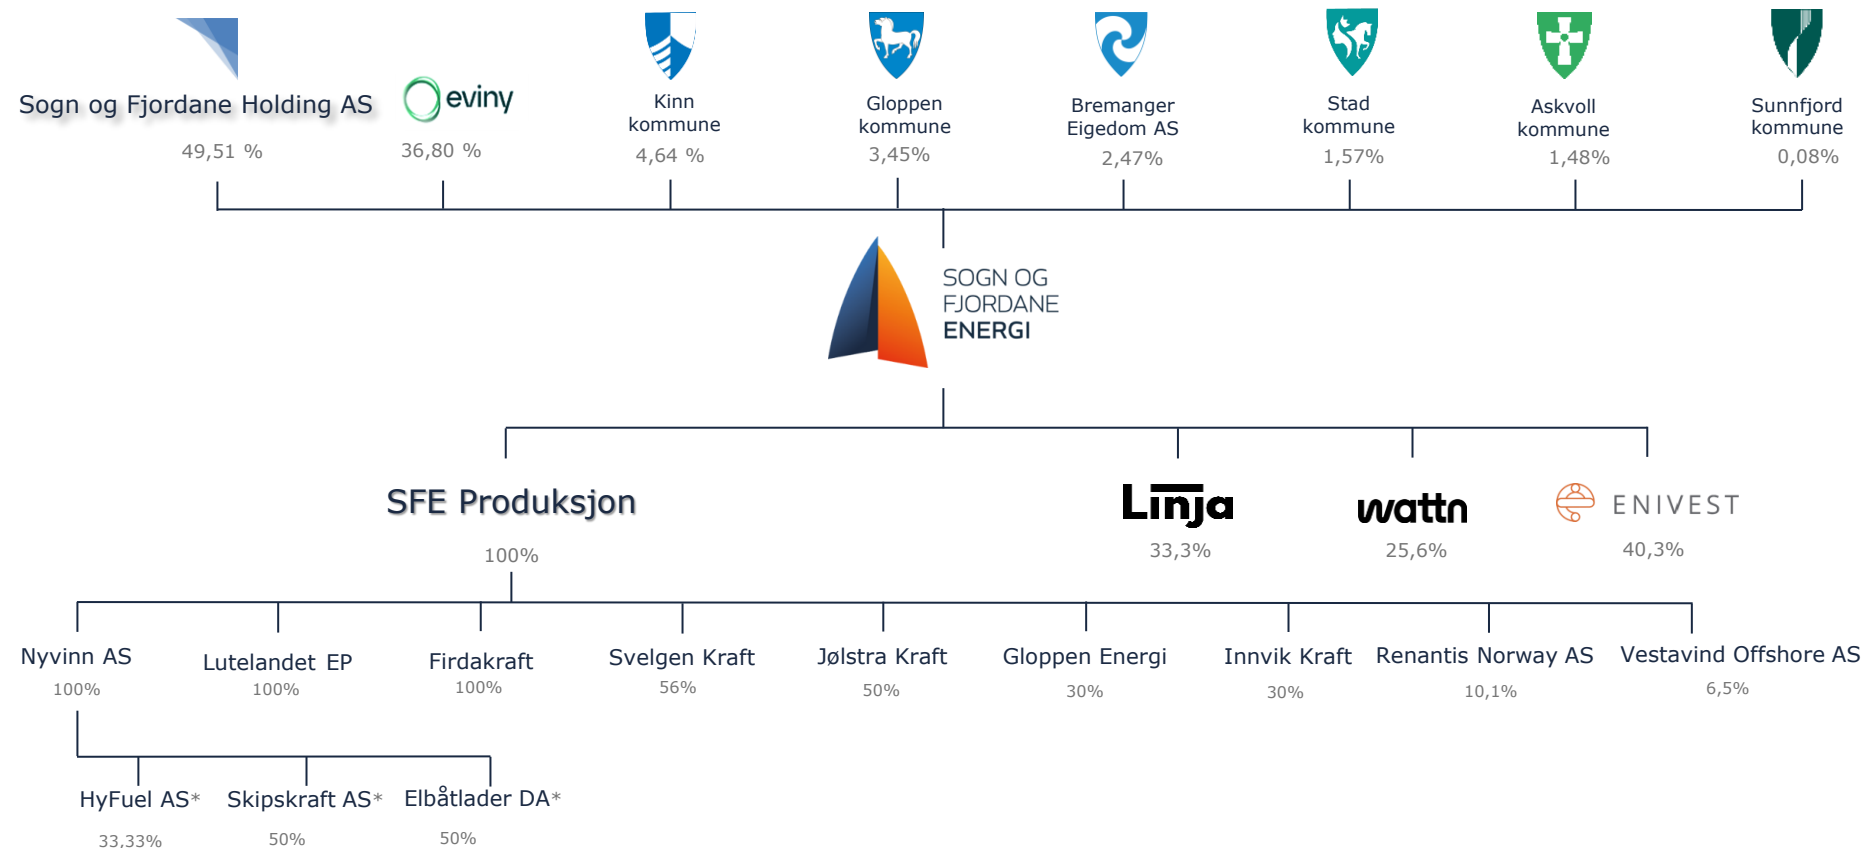 Sogn og Fjordane Holding AS
49,51 %
eviny
36,80 %
Kinn
kommune
4,64 %
Gloppen
kommune
3,45%
Bremanger
Eigedom AS
2,47%
Stad
kommune
1,57%
Askvoll
kommune
1,48%
Sunnfjord
kommune
0,08%
SOGN OG
FJORDANE
ENERGI
SFE Produksjon
100%
Linja
33,3%
wattn
25,6%
ENIVEST
40,3%
Nyvinn AS
100%
Lutelandet EP
100%
Firdakraft
100%
Svelgen Kraft
56%
Jølstra Kraft
50%
Gloppen Energi
30%
Innvik Kraft
30%
Renantis Norway AS
10,1%
Vestavind Offshore AS
6,5%
HyFuel AS*
33,33%
Skipskraft AS*
50%
Elbåtlader DA*
50%